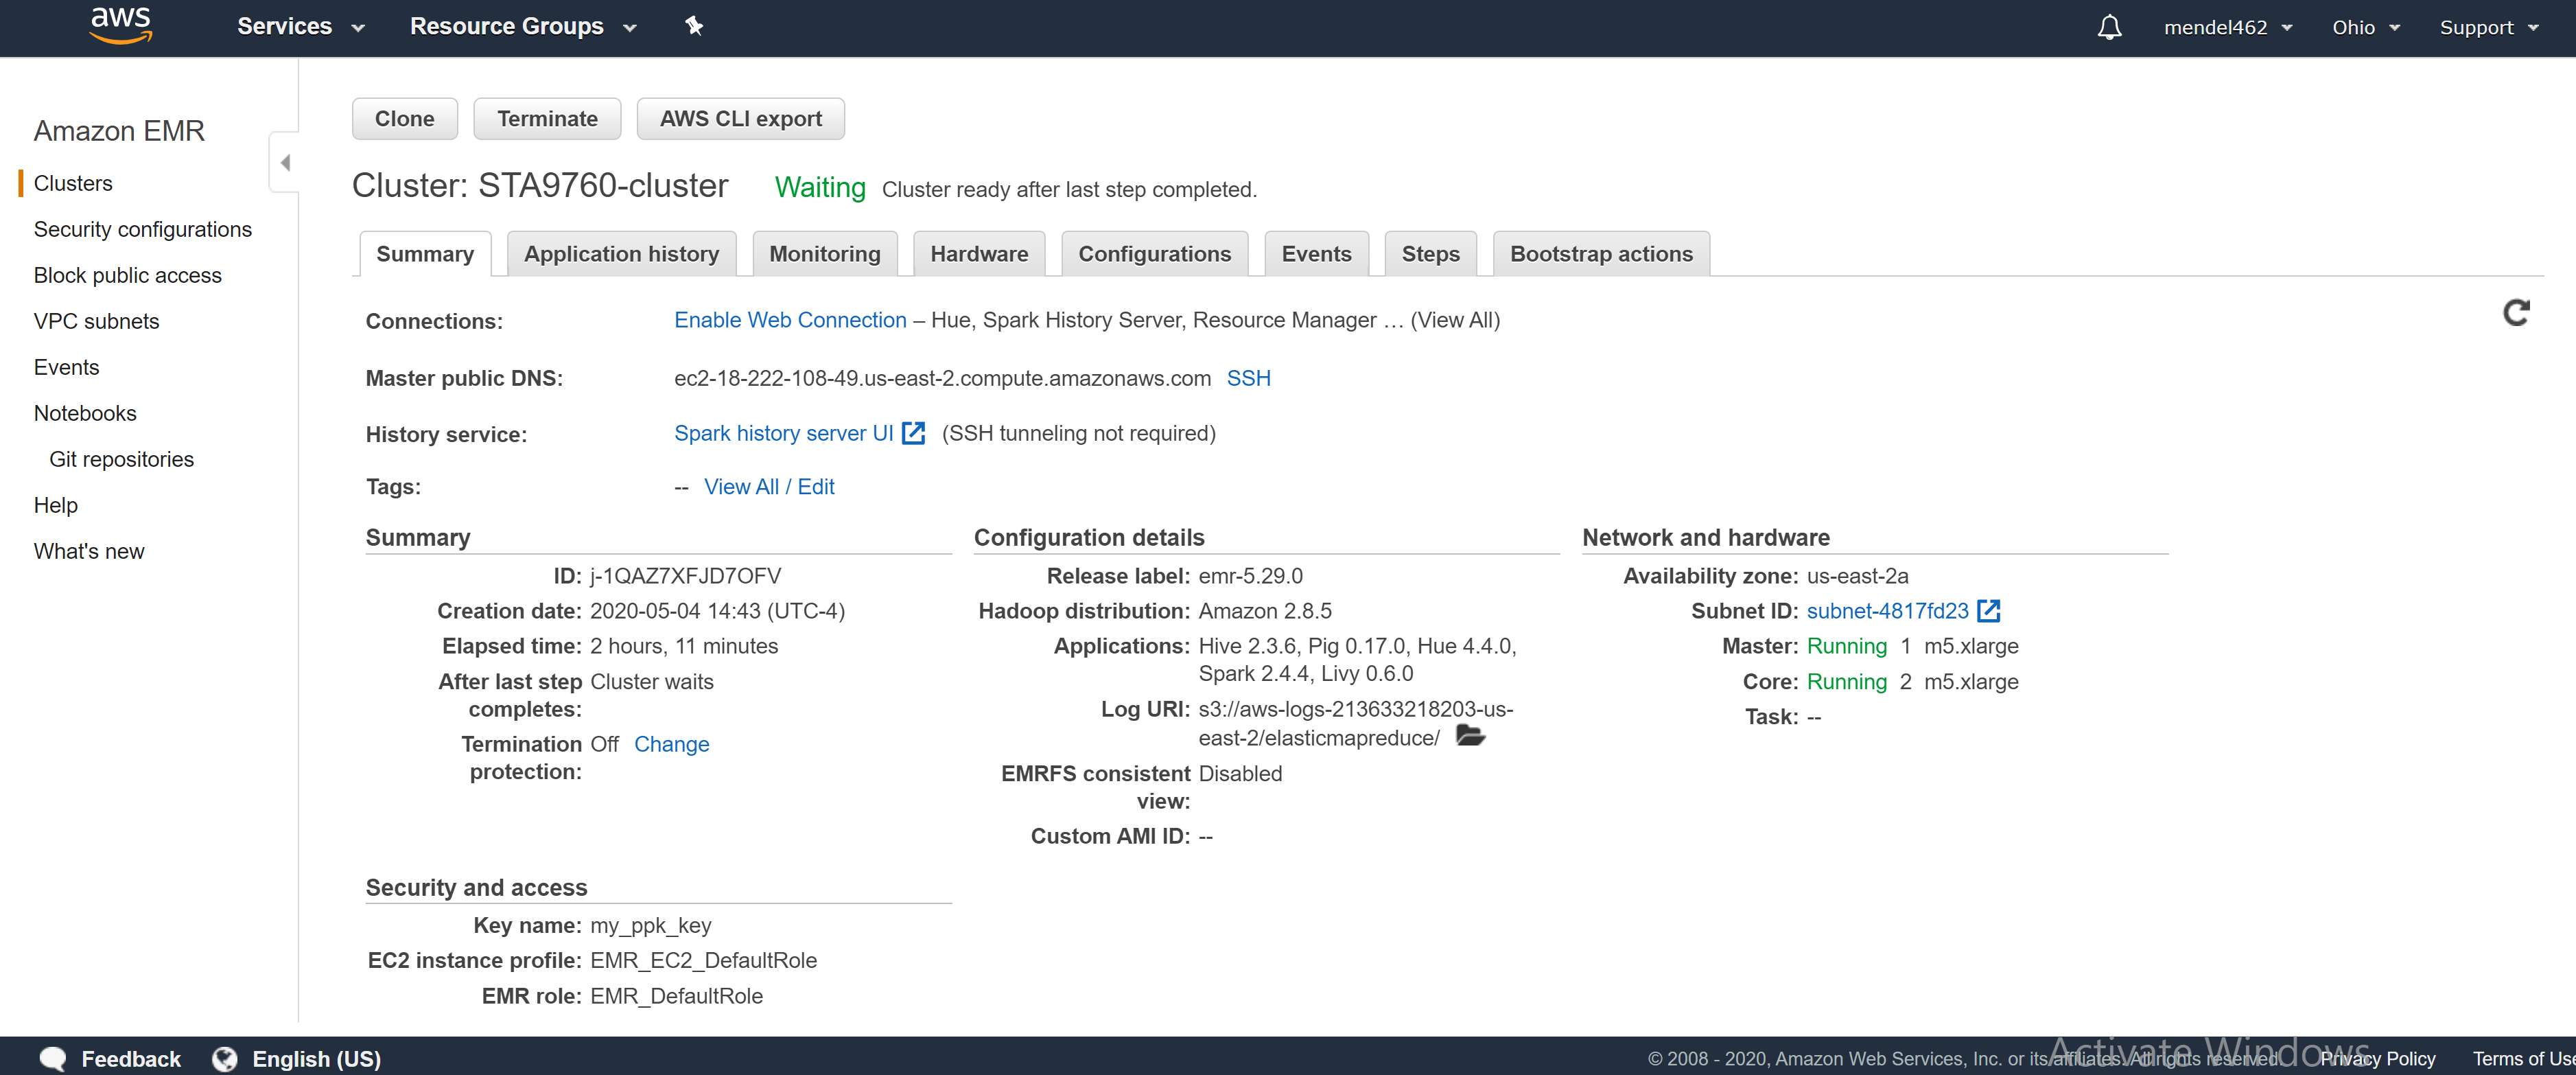 aws Services Resource Groups mendel462 Ohio Support
Amazon EMR
Clusters
Security configurations
Block public access
VPC subnets
Events
Notebooks
Git repositories
Help
What's new
Clone Terminate AWS CLI export
Cluster: STA9760-cluster Waiting Cluster ready after last step completed.
Summary Application history Monitoring Hardware Configurations Events Steps Bootstrap actions
Connections: Enable Web Connection – Hue, Spark History Server, Resource Manager … (View All)
Master public DNS: ec2-18-222-108-49.us-east-2.compute.amazonaws.com SSH
History service: Spark history server UI (SSH tunneling not required)
Tags: -- View All / Edit
Summary
ID: j-1QAZ7XFJD7OFV
Creation date: 2020-05-04 14:43 (UTC-4)
Elapsed time: 2 hours, 11 minutes
After last step Cluster waits
completes:
Termination Off Change
protection:
Configuration details
Release label: emr-5.29.0
Hadoop distribution: Amazon 2.8.5
Applications: Hive 2.3.6, Pig 0.17.0, Hue 4.4.0,
Spark 2.4.4, Livy 0.6.0
Log URI: s3://aws-logs-213633218203-us-
east-2/elasticmapreduce/
EMRFS consistent Disabled
view:
Custom AMI ID: --
Network and hardware
Availability zone: us-east-2a
Subnet ID: subnet-4817fd23
Master: Running 1 m5.xlarge
Core: Running 2 m5.xlarge
Task: --
Security and access
Key name: my_ppk_key
EC2 instance profile: EMR_EC2_DefaultRole
EMR role: EMR_DefaultRole
Feedback English (US) © 2008 - 2020, Amazon Web Services, Inc. or its affiliates. All rights reserved. Privacy Policy Terms of Use
Activate Windows